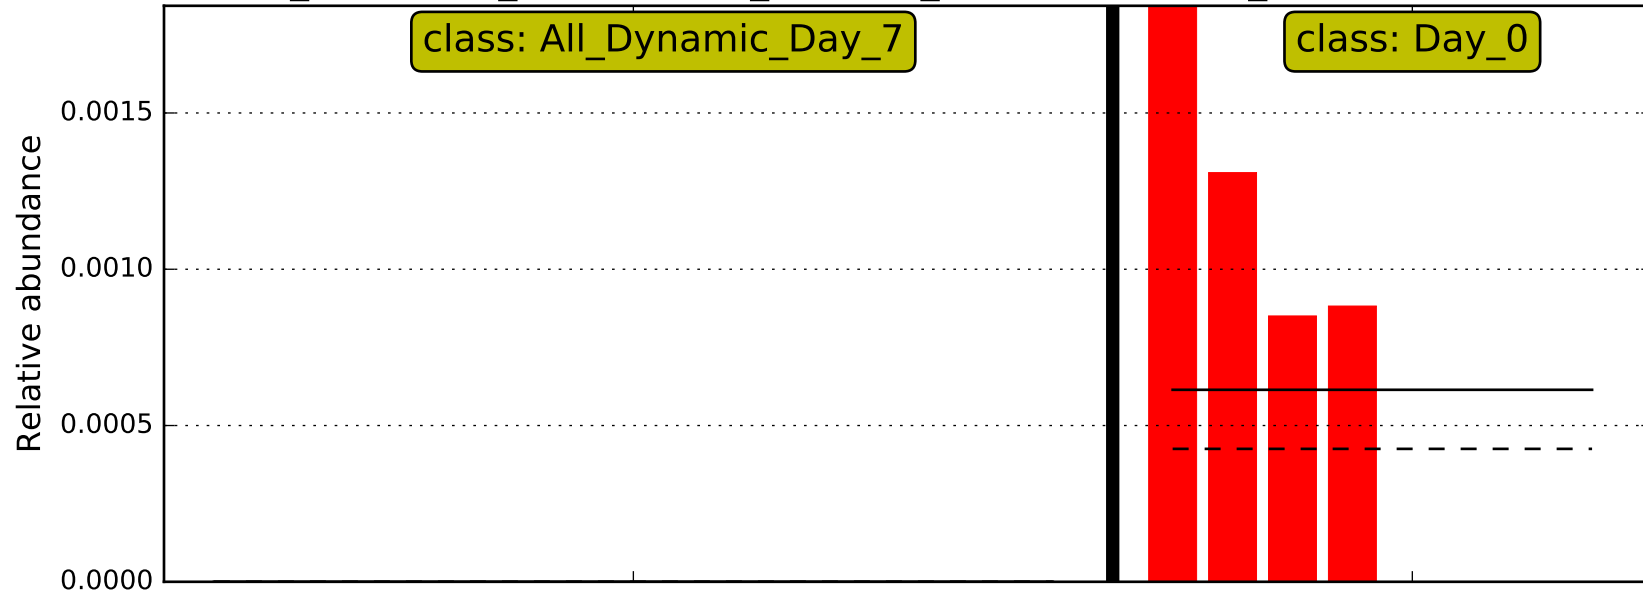 class: All_Dynamic_Day_7
class: Day_0
0.0015
0.0010
0.0005
0.0000
Relative abundance